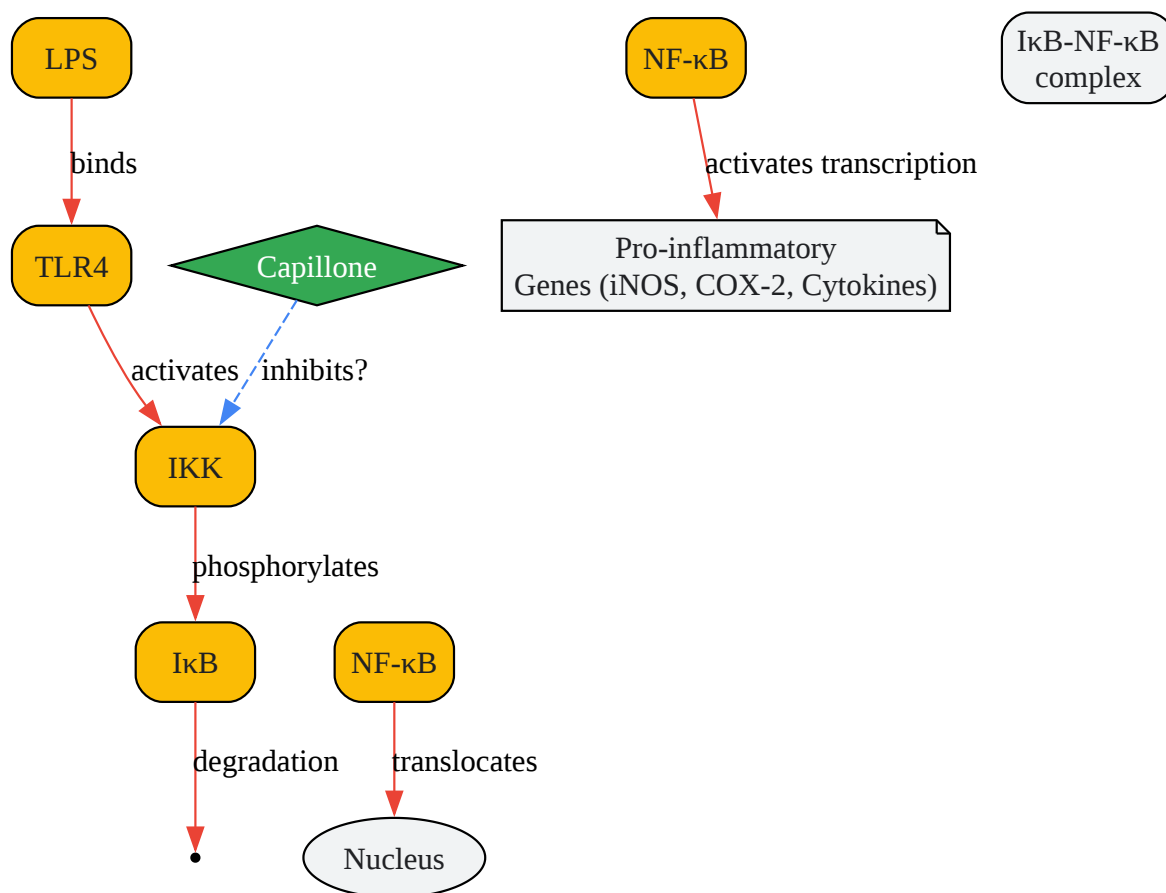 LPS
NF-κB
IκB-NF-κB
complex
binds
activates transcription
TLR4
Capillone
Pro-inflammatory
Genes (iNOS, COX-2, Cytokines)
activates
inhibits?
IKK
phosphorylates
IκB
NF-κB
degradation
translocates
Nucleus